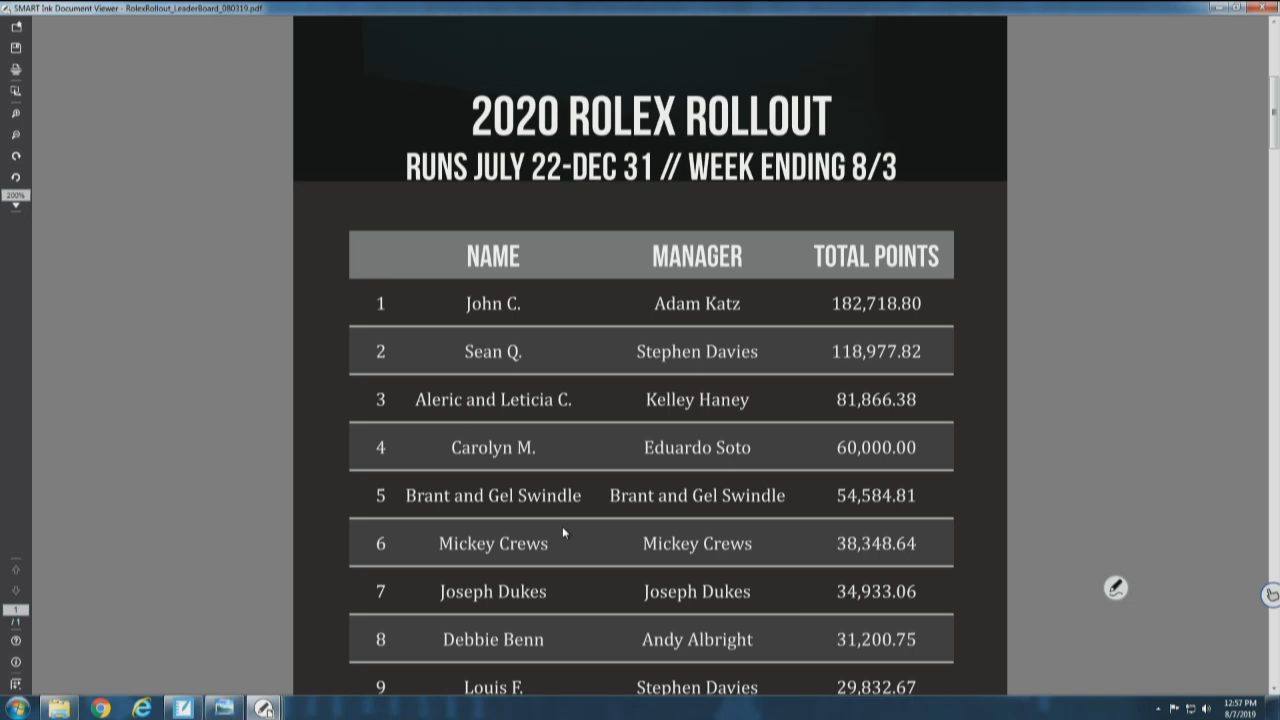 SMART Ink Document Viewer - RolexRollout_LeaderBoard_080319.pdf
2020 ROLEX ROLLOUT
RUNS JULY 22-DEC 31 // WEEK ENDING 8/3
200%
NAME MANAGER TOTAL POINTS
1 John C. Adam Katz 182,718.80
2 Sean Q. Stephen Davies 118,977.82
3 Aleric and Leticia C. Kelley Haney 81,866.38
4 Carolyn M. Eduardo Soto 60,000.00
5 Brant and Gel Swindle Brant and Gel Swindle 54,584.81
6 Mickey Crews Mickey Crews 38,348.64
7 Joseph Dukes Joseph Dukes 34,933.06
1
/ 1
8 Debbie Benn Andy Albright 31,200.75
9 Louis F. Stephen Davies 29,832.67
12:57 PM
8/7/2019